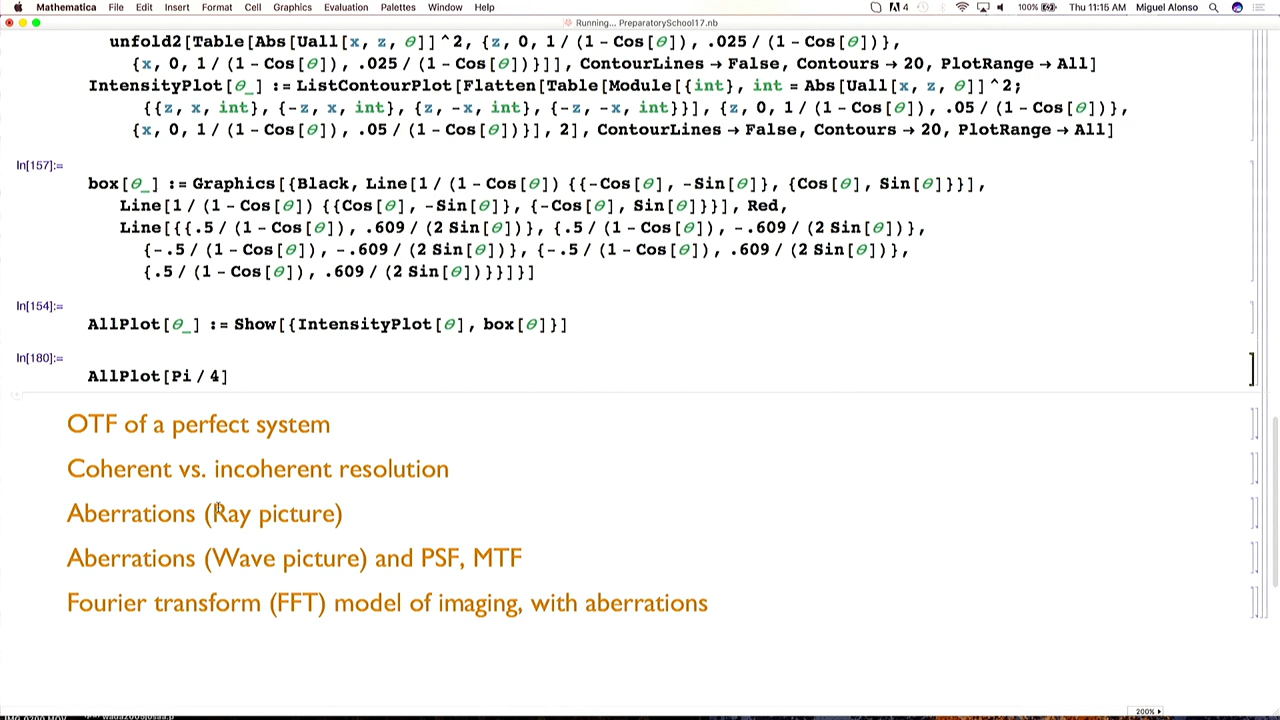 Mathematica File Edit Insert Format Cell Graphics Evaluation Palettes Window Help 4 100% Thu 11:15 AM Miguel Alonso
Running... PreparatorySchool17.nb
unfold2[Table[Abs[Uall[x, z, θ]]^2, {z, 0, 1 / (1 - Cos[θ]), .025 / (1 - Cos[θ])},
{x, 0, 1 / (1 - Cos[θ]), .025 / (1 - Cos[θ])}]], ContourLines → False, Contours → 20, PlotRange → All]
IntensityPlot[θ_] := ListContourPlot[Flatten[Table[Module[{int}, int = Abs[Uall[x, z, θ]]^2;
{{z, x, int}, {-z, x, int}, {z, -x, int}, {-z, -x, int}}], {z, 0, 1 / (1 - Cos[θ]), .05 / (1 - Cos[θ])},
{x, 0, 1 / (1 - Cos[θ]), .05 / (1 - Cos[θ])}], 2], ContourLines → False, Contours → 20, PlotRange → All]
In[157]:=
box[θ_] := Graphics[{Black, Line[1 / (1 - Cos[θ]) {{-Cos[θ], -Sin[θ]}, {Cos[θ], Sin[θ]}}],
Line[1 / (1 - Cos[θ]) {{Cos[θ], -Sin[θ]}, {-Cos[θ], Sin[θ]}}], Red,
Line[{{.5 / (1 - Cos[θ]), .609 / (2 Sin[θ])}, {.5 / (1 - Cos[θ]), -.609 / (2 Sin[θ])},
{-.5 / (1 - Cos[θ]), -.609 / (2 Sin[θ])}, {-.5 / (1 - Cos[θ]), .609 / (2 Sin[θ])},
{.5 / (1 - Cos[θ]), .609 / (2 Sin[θ])}}]}]
In[154]:=
AllPlot[θ_] := Show[{IntensityPlot[θ], box[θ]}]
In[180]:=
AllPlot[Pi / 4]
OTF of a perfect system
Coherent vs. incoherent resolution
Aberrations (Ray picture)
Aberrations (Wave picture) and PSF, MTF
Fourier transform (FFT) model of imaging, with aberrations
200%